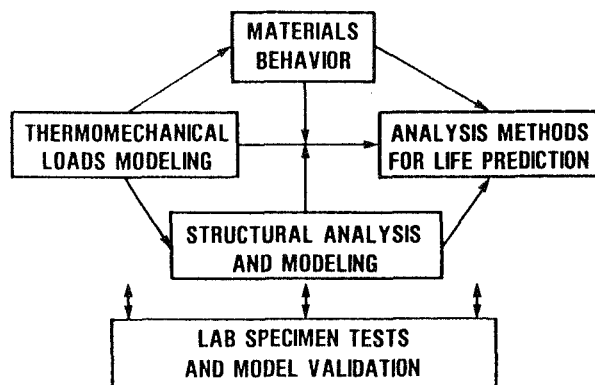 MATERIALS
BEHAVIOR
THERMOMECHANICAL
LOADS MODELING
ANALYSIS METHODS
FOR LIFE PREDICTION
STRUCTURAL ANALYSIS
AND MODELING
LAB SPECIMEN TESTS
AND MODEL VALIDATION